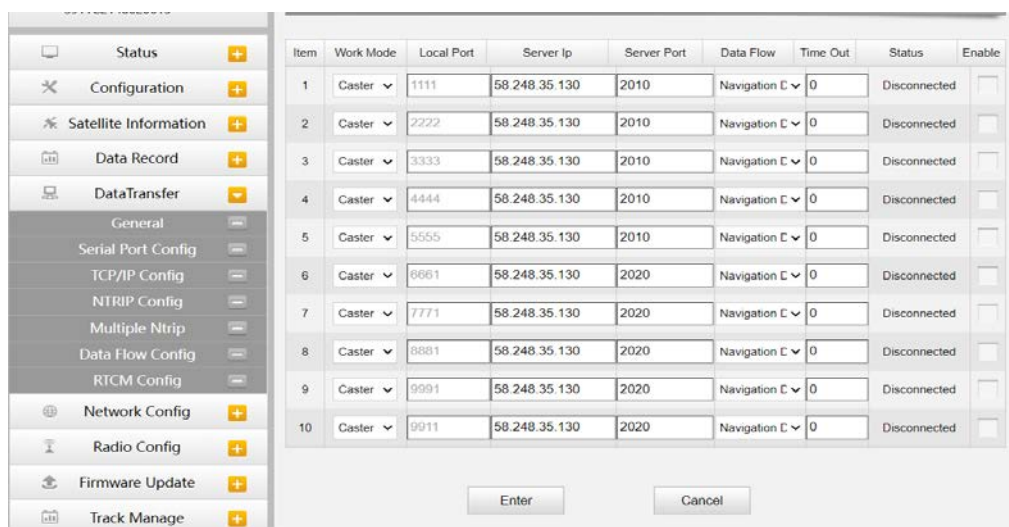 Status
Configuration
Satellite Information
Data Record
DataTransfer
General
Serial Port Config
TCP/IP Config
NTRIP Config
Multiple Ntrip
Data Flow Config
RTCM Config
Network Config
Radio Config
Firmware Update
Track Manage
Item Work Mode Local Port Server Ip Server Port Data Flow Time Out Status Enable
1 Caster 1111 58.248.35.130 2010 Navigation D 0 Disconnected
2 Caster 2222 58.248.35.130 2010 Navigation D 0 Disconnected
3 Caster 3333 58.248.35.130 2010 Navigation D 0 Disconnected
4 Caster 4444 58.248.35.130 2010 Navigation D 0 Disconnected
5 Caster 5555 58.248.35.130 2010 Navigation D 0 Disconnected
6 Caster 6661 58.248.35.130 2020 Navigation D 0 Disconnected
7 Caster 7771 58.248.35.130 2020 Navigation D 0 Disconnected
8 Caster 8881 58.248.35.130 2020 Navigation D 0 Disconnected
9 Caster 9991 58.248.35.130 2020 Navigation D 0 Disconnected
10 Caster 9911 58.248.35.130 2020 Navigation D 0 Disconnected
Enter Cancel